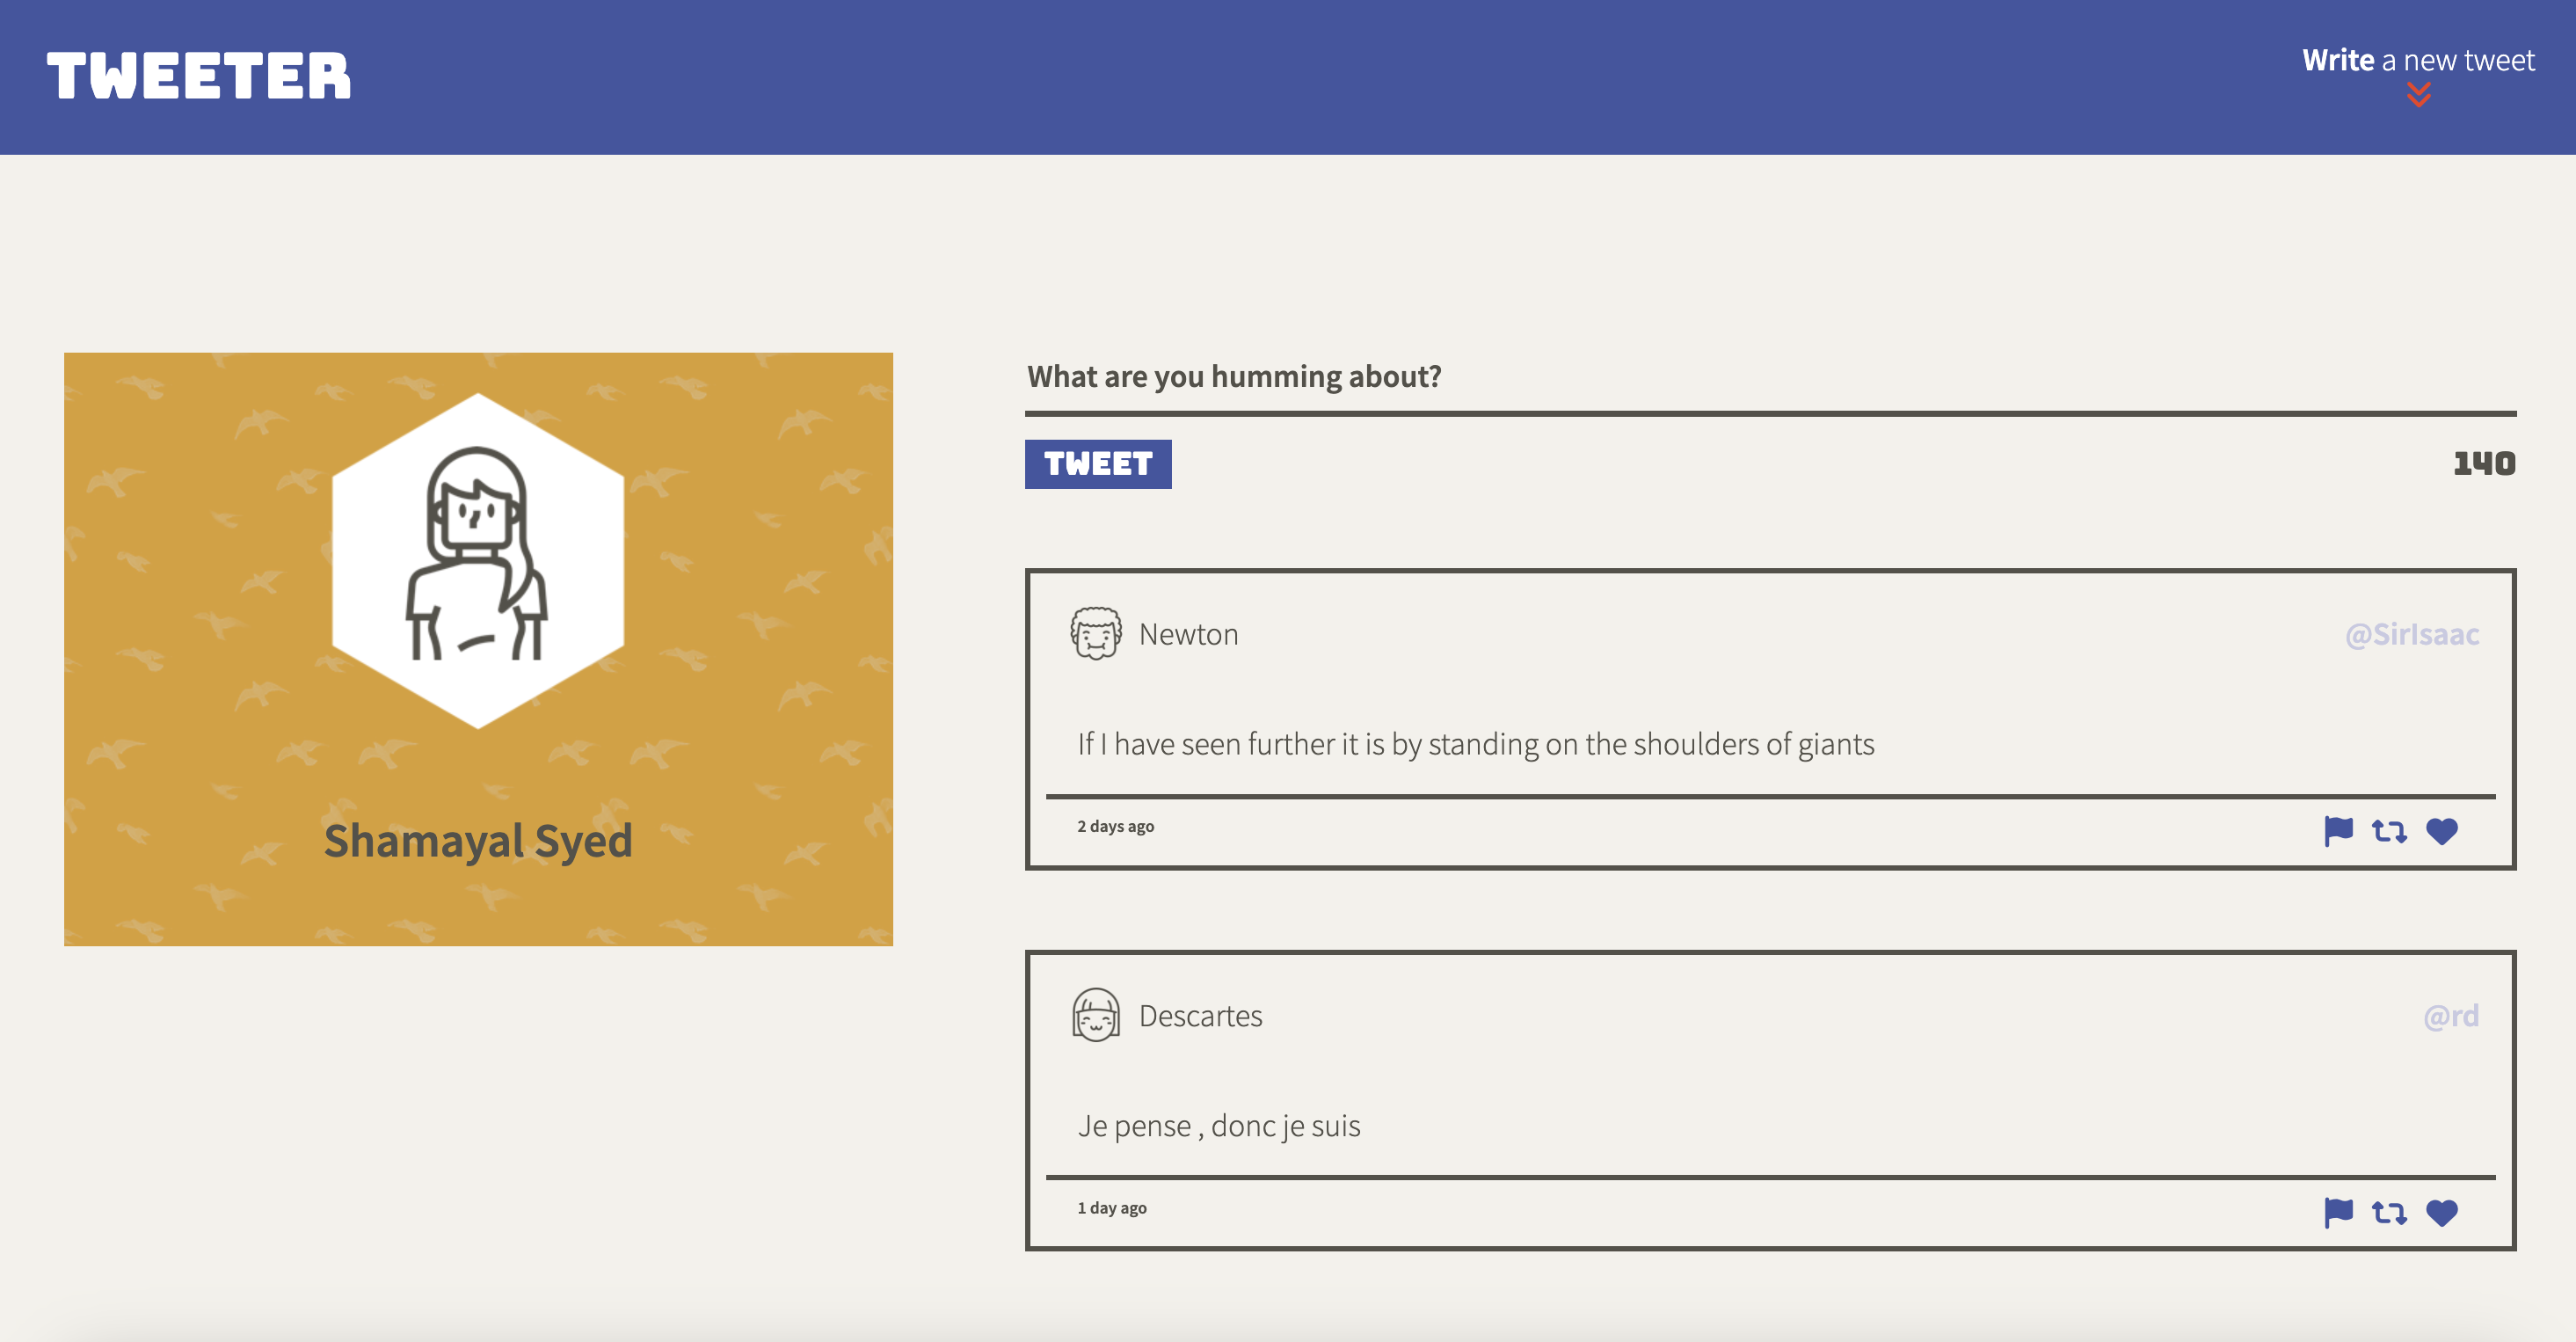 TWEETER
Write a new tweet
Shamayal Syed
What are you humming about?
TWEET
140
Newton
@SirIsaac
If I have seen further it is by standing on the shoulders of giants
2 days ago
Descartes
@rd
Je pense , donc je suis
1 day ago